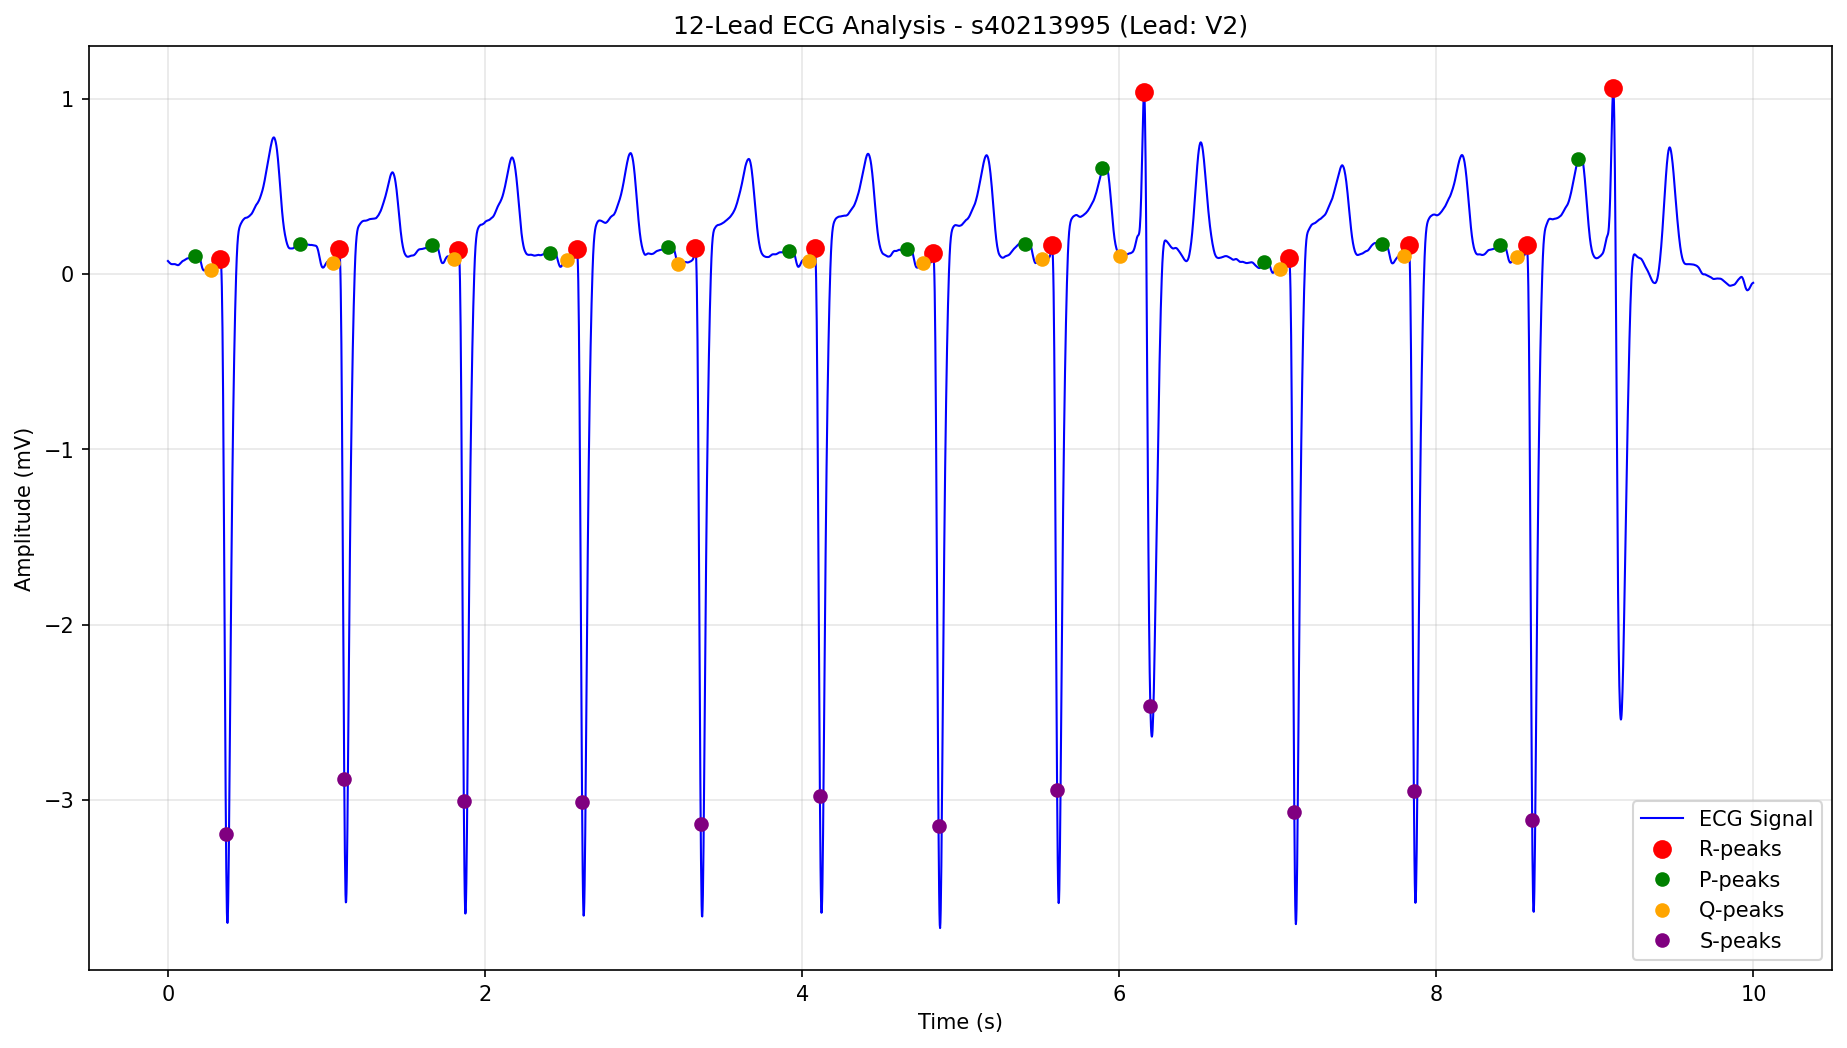 12-Lead ECG Analysis - s40213995 (Lead: V2)
Amplitude (mV)
1
0
−1
−2
−3
0
2
4
6
8
10
Time (s)
ECG Signal
R-peaks
P-peaks
Q-peaks
S-peaks